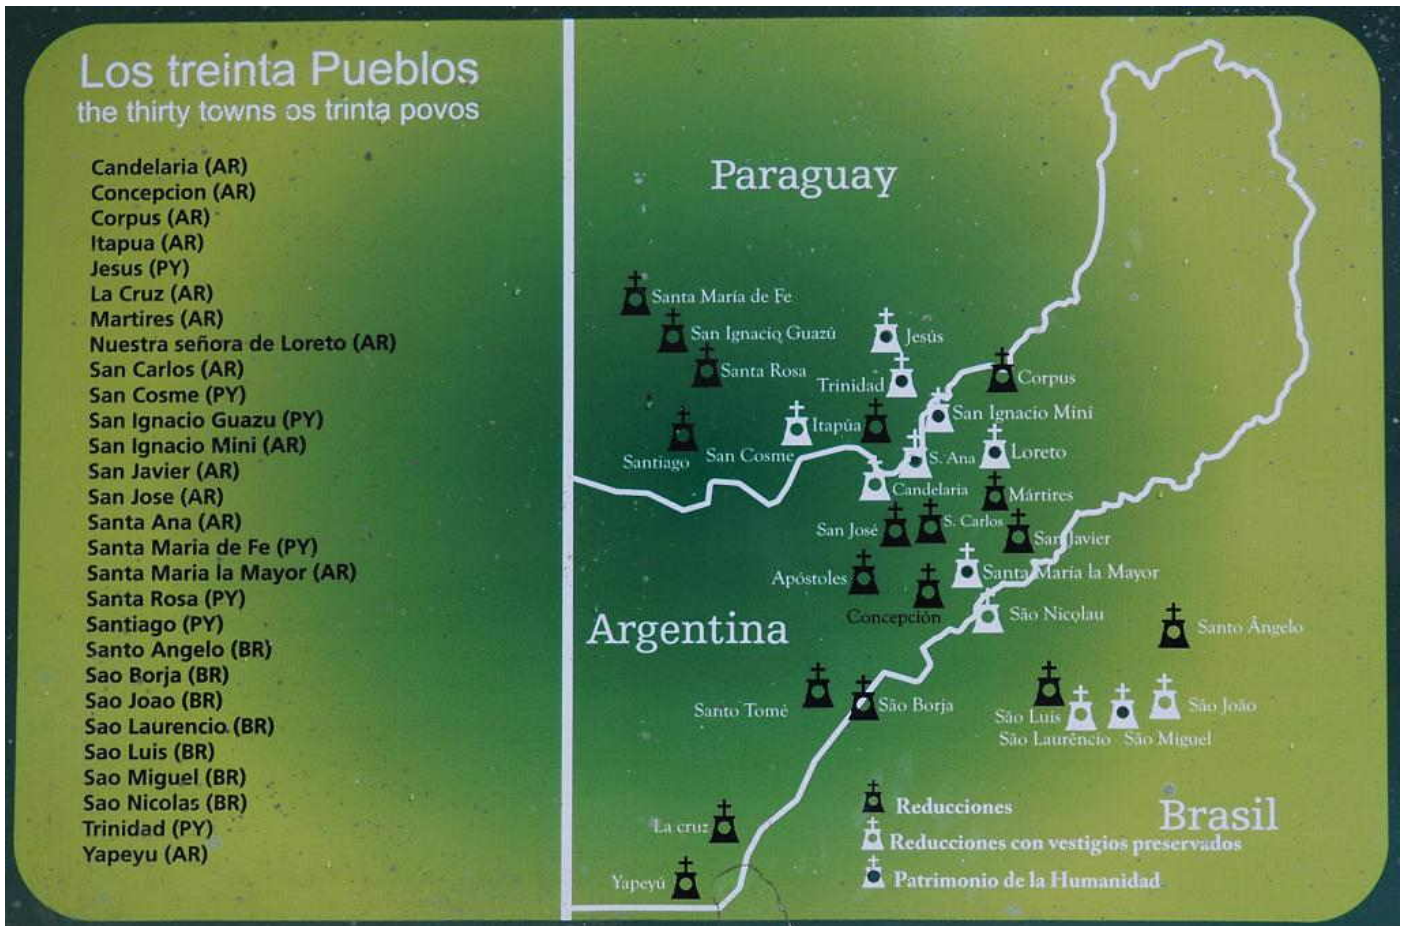 Los treinta Pueblos
the thirty towns os trinta povos
Candelaria (AR)
Concepcion (AR)
Corpus (AR)
Itapua (AR)
Jesus (PY)
La Cruz (AR)
Martires (AR)
Nuestra señora de Loreto (AR)
San Carlos (AR)
San Cosme (PY)
San Ignacio Guazu (PY)
San Ignacio Mini (AR)
San Javier (AR)
San Jose (AR)
Santa Ana (AR)
Santa Maria de Fe (PY)
Santa Maria la Mayor (AR)
Santa Rosa (PY)
Santiago (PY)
Santo Angelo (BR)
Sao Borja (BR)
Sao Joao (BR)
Sao Laurencio (BR)
Sao Luis (BR)
Sao Miguel (BR)
Sao Nicolas (BR)
Trinidad (PY)
Yapeyu (AR)
Paraguay
Santa María de Fe
San Ignacio Guazú
Jesús
Santa Rosa
Trinidad
Corpus
San Ignacio Mini
Itapúa
Santiago
San Cosme
S. Ana
Loreto
Candelaria
Mártires
San José
S. Carlos
San Javier
Apóstoles
Santa María la Mayor
Concepción
São Nicolau
Argentina
Santo Ângelo
Santo Tomé
São Borja
São Luis
São João
São Laurêncio
São Miguel
Reducciones
Brasil
La cruz
Reducciones con vestigios preservados
Yapeyú
Patrimonio de la Humanidad